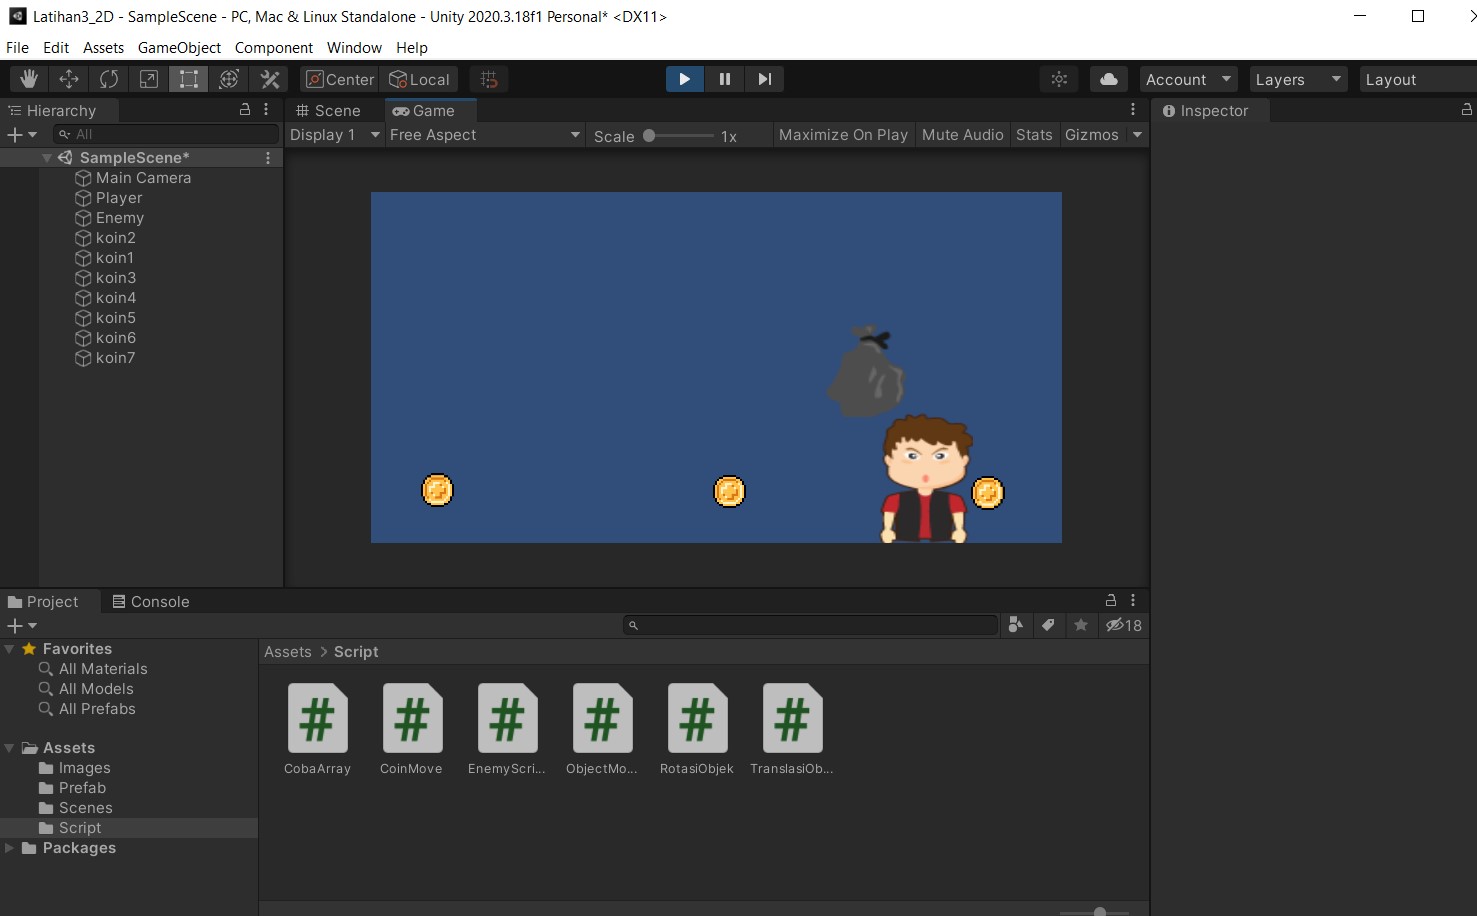 Latihan3_2D - SampleScene - PC, Mac & Linux Standalone - Unity 2020.3.18f1 Personal* <DX11>
File Edit Assets GameObject Component Window Help
Center Local Account Layers Layout
Hierarchy
All
SampleScene*
Main Camera
Player
Enemy
koin2
koin1
koin3
koin4
koin5
koin6
koin7
Scene Game
Display 1 Free Aspect Scale 1x Maximize On Play Mute Audio Stats Gizmos
Inspector
Project Console
18
Favorites
All Materials
All Models
All Prefabs
Assets
Images
Prefab
Scenes
Script
Packages
Assets > Script
# # # # # #
CobaArray CoinMove EnemyScri... ObjectMo... RotasiObjek TranslasiOb...